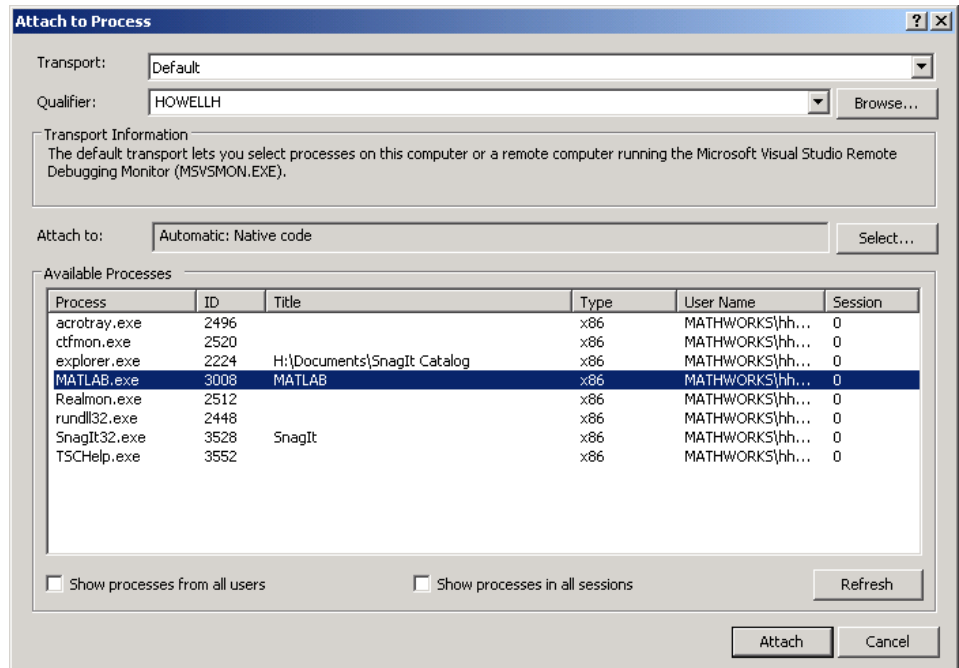 Attach to Process
Transport: Default
Qualifier: HOWELLH Browse...
Transport Information
The default transport lets you select processes on this computer or a remote computer running the Microsoft Visual Studio Remote
Debugging Monitor (MSVSMON.EXE).
Attach to: Automatic: Native code Select...
Available Processes
Process ID Title Type User Name Session
acrotray.exe 2496 x86 MATHWORKS\hh... 0
ctfmon.exe 2520 x86 MATHWORKS\hh... 0
explorer.exe 2224 H:\Documents\SnagIt Catalog x86 MATHWORKS\hh... 0
MATLAB.exe 3008 MATLAB x86 MATHWORKS\hh... 0
Realmon.exe 2512 x86 MATHWORKS\hh... 0
rundll32.exe 2448 x86 MATHWORKS\hh... 0
SnagIt32.exe 3528 SnagIt x86 MATHWORKS\hh... 0
TSCHelp.exe 3552 x86 MATHWORKS\hh... 0
Show processes from all users Show processes in all sessions Refresh
Attach Cancel